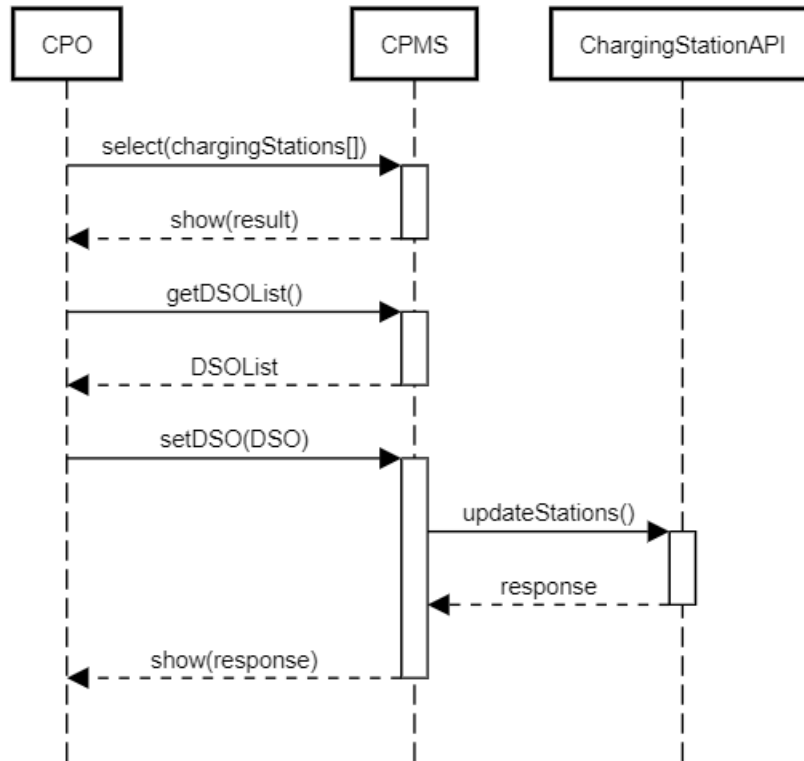 CPO
CPMS
ChargingStationAPI
select(chargingStations[])
show(result)
getDSOList()
DSOList
setDSO(DSO)
updateStations()
response
show(response)